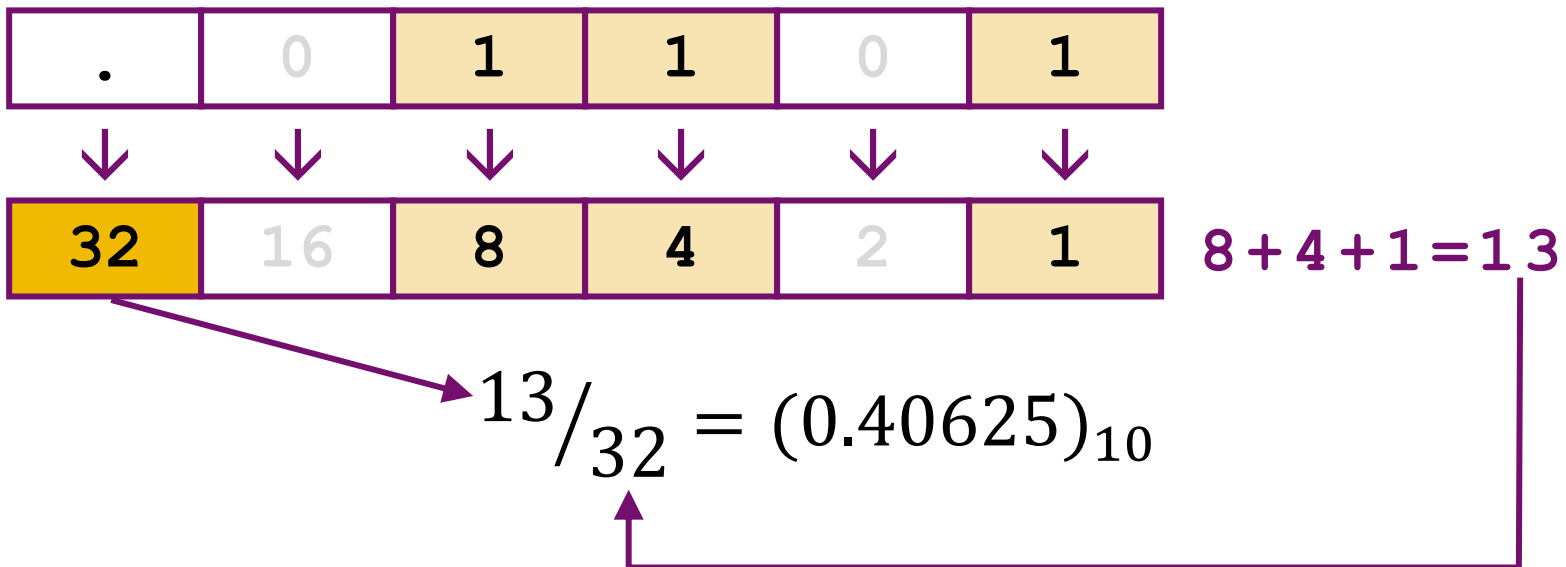 . 0 1 1 0 1
32 16 8 4 2 1 8+4+1=13
13/32 = (0.40625)10